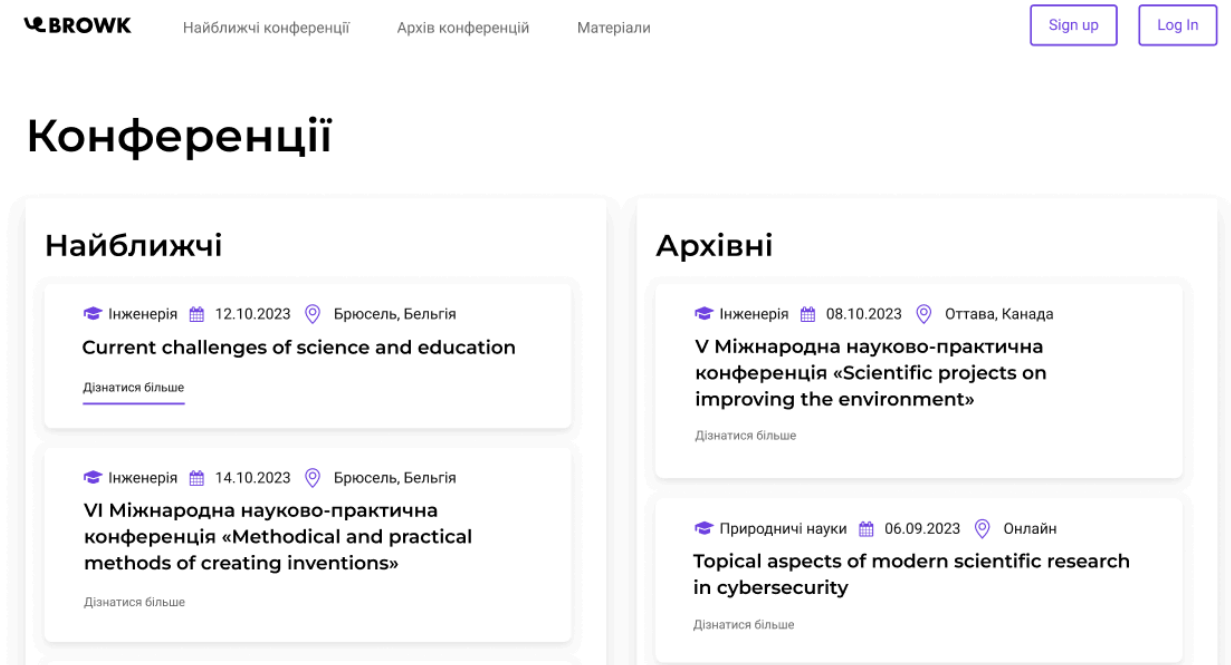 BROWK
Найближчі конференції
Архів конференцій
Матеріали
Sign up
Log In
Конференції
Найближчі
Інженерія 12.10.2023 Брюсель, Бельгія
Current challenges of science and education
Дізнатися більше
Інженерія 14.10.2023 Брюсель, Бельгія
VI Міжнародна науково-практична
конференція «Methodical and practical
methods of creating inventions»
Дізнатися більше
Архівні
Інженерія 08.10.2023 Оттава, Канада
V Міжнародна науково-практична
конференція «Scientific projects on
improving the environment»
Дізнатися більше
Природничі науки 06.09.2023 Онлайн
Topical aspects of modern scientific research
in cybersecurity
Дізнатися більше